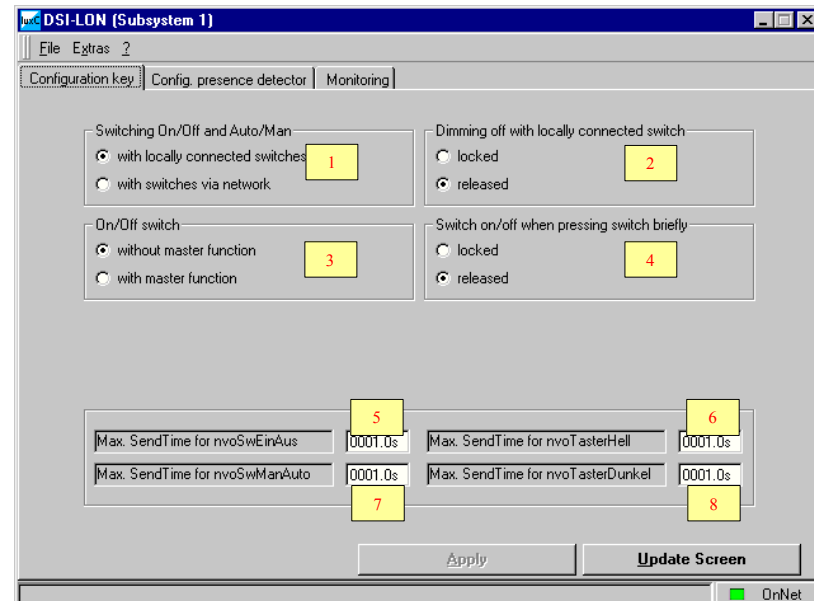 luxC DSI-LON (Subsystem 1)
File Extras ?
Configuration key Config. presence detector Monitoring
Switching On/Off and Auto/Man
with locally connected switches
1
with switches via network
Dimming off with locally connected switch
locked
2
released
On/Off switch
without master function
3
with master function
Switch on/off when pressing switch briefly
locked
4
released
5 6
Max. SendTime for nvoSwEinAus 0001.0s Max. SendTime for nvoTasterHell 0001.0s
Max. SendTime for nvoSwManAuto 0001.0s Max. SendTime for nvoTasterDunkel 0001.0s
7 8
Apply Update Screen
OnNet